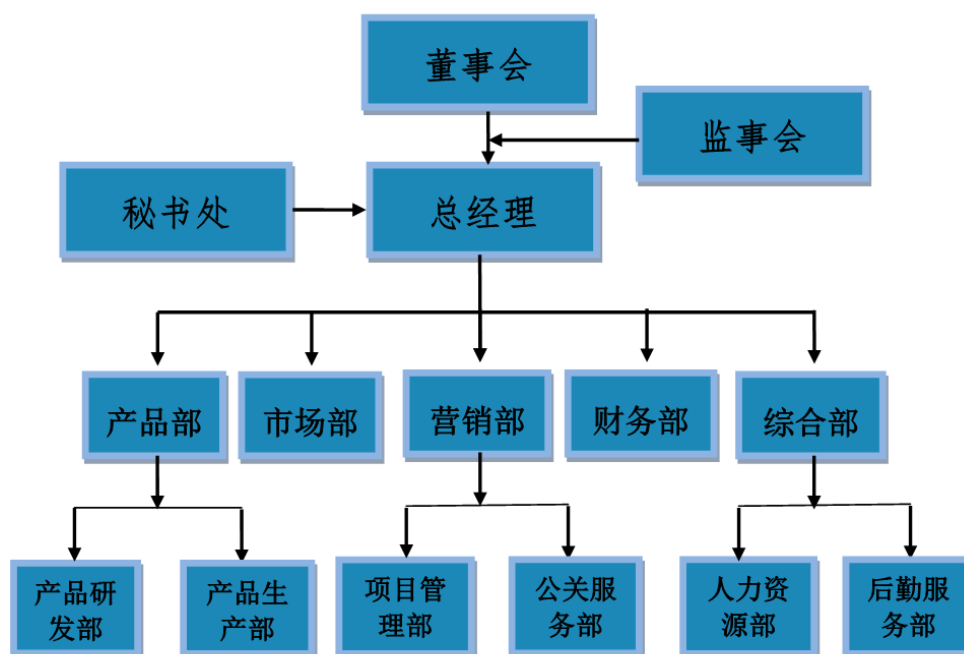 董事会
监事会
秘书处
总经理
产品部
市场部
营销部
财务部
综合部
产品研
发部
产品生
产部
项目管
理部
公关服
务部
人力资
源部
后勤服
务部